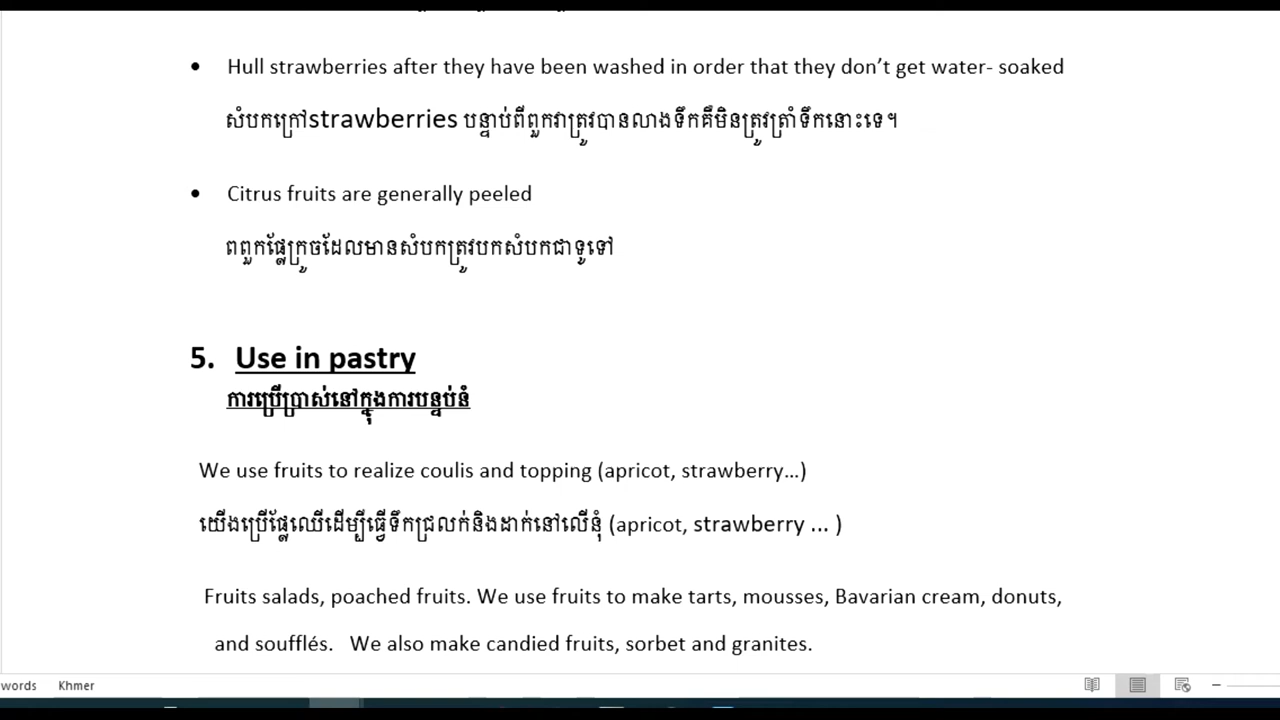 • Hull strawberries after they have been washed in order that they don't get water- soaked
សំបកក្រៅstrawberries បន្ទាប់ពីពួកវាត្រូវបានលាងទឹកគឺមិនត្រូវត្រាំទឹកនោះទេ។
• Citrus fruits are generally peeled
ពពួកផ្លែក្រូចដែលមានសំបកត្រូវបកសំបកជាទូទៅ
5. Use in pastry
ការប្រើប្រាស់នៅក្នុងការបន្ទប់នំ
We use fruits to realize coulis and topping (apricot, strawberry...)
យើងប្រើផ្លែឈើដើម្បីធ្វើទឹកជ្រលក់និងដាក់នៅលើនុំ (apricot, strawberry ... )
Fruits salads, poached fruits. We use fruits to make tarts, mousses, Bavarian cream, donuts,
and soufflés. We also make candied fruits, sorbet and granites.
words Khmer